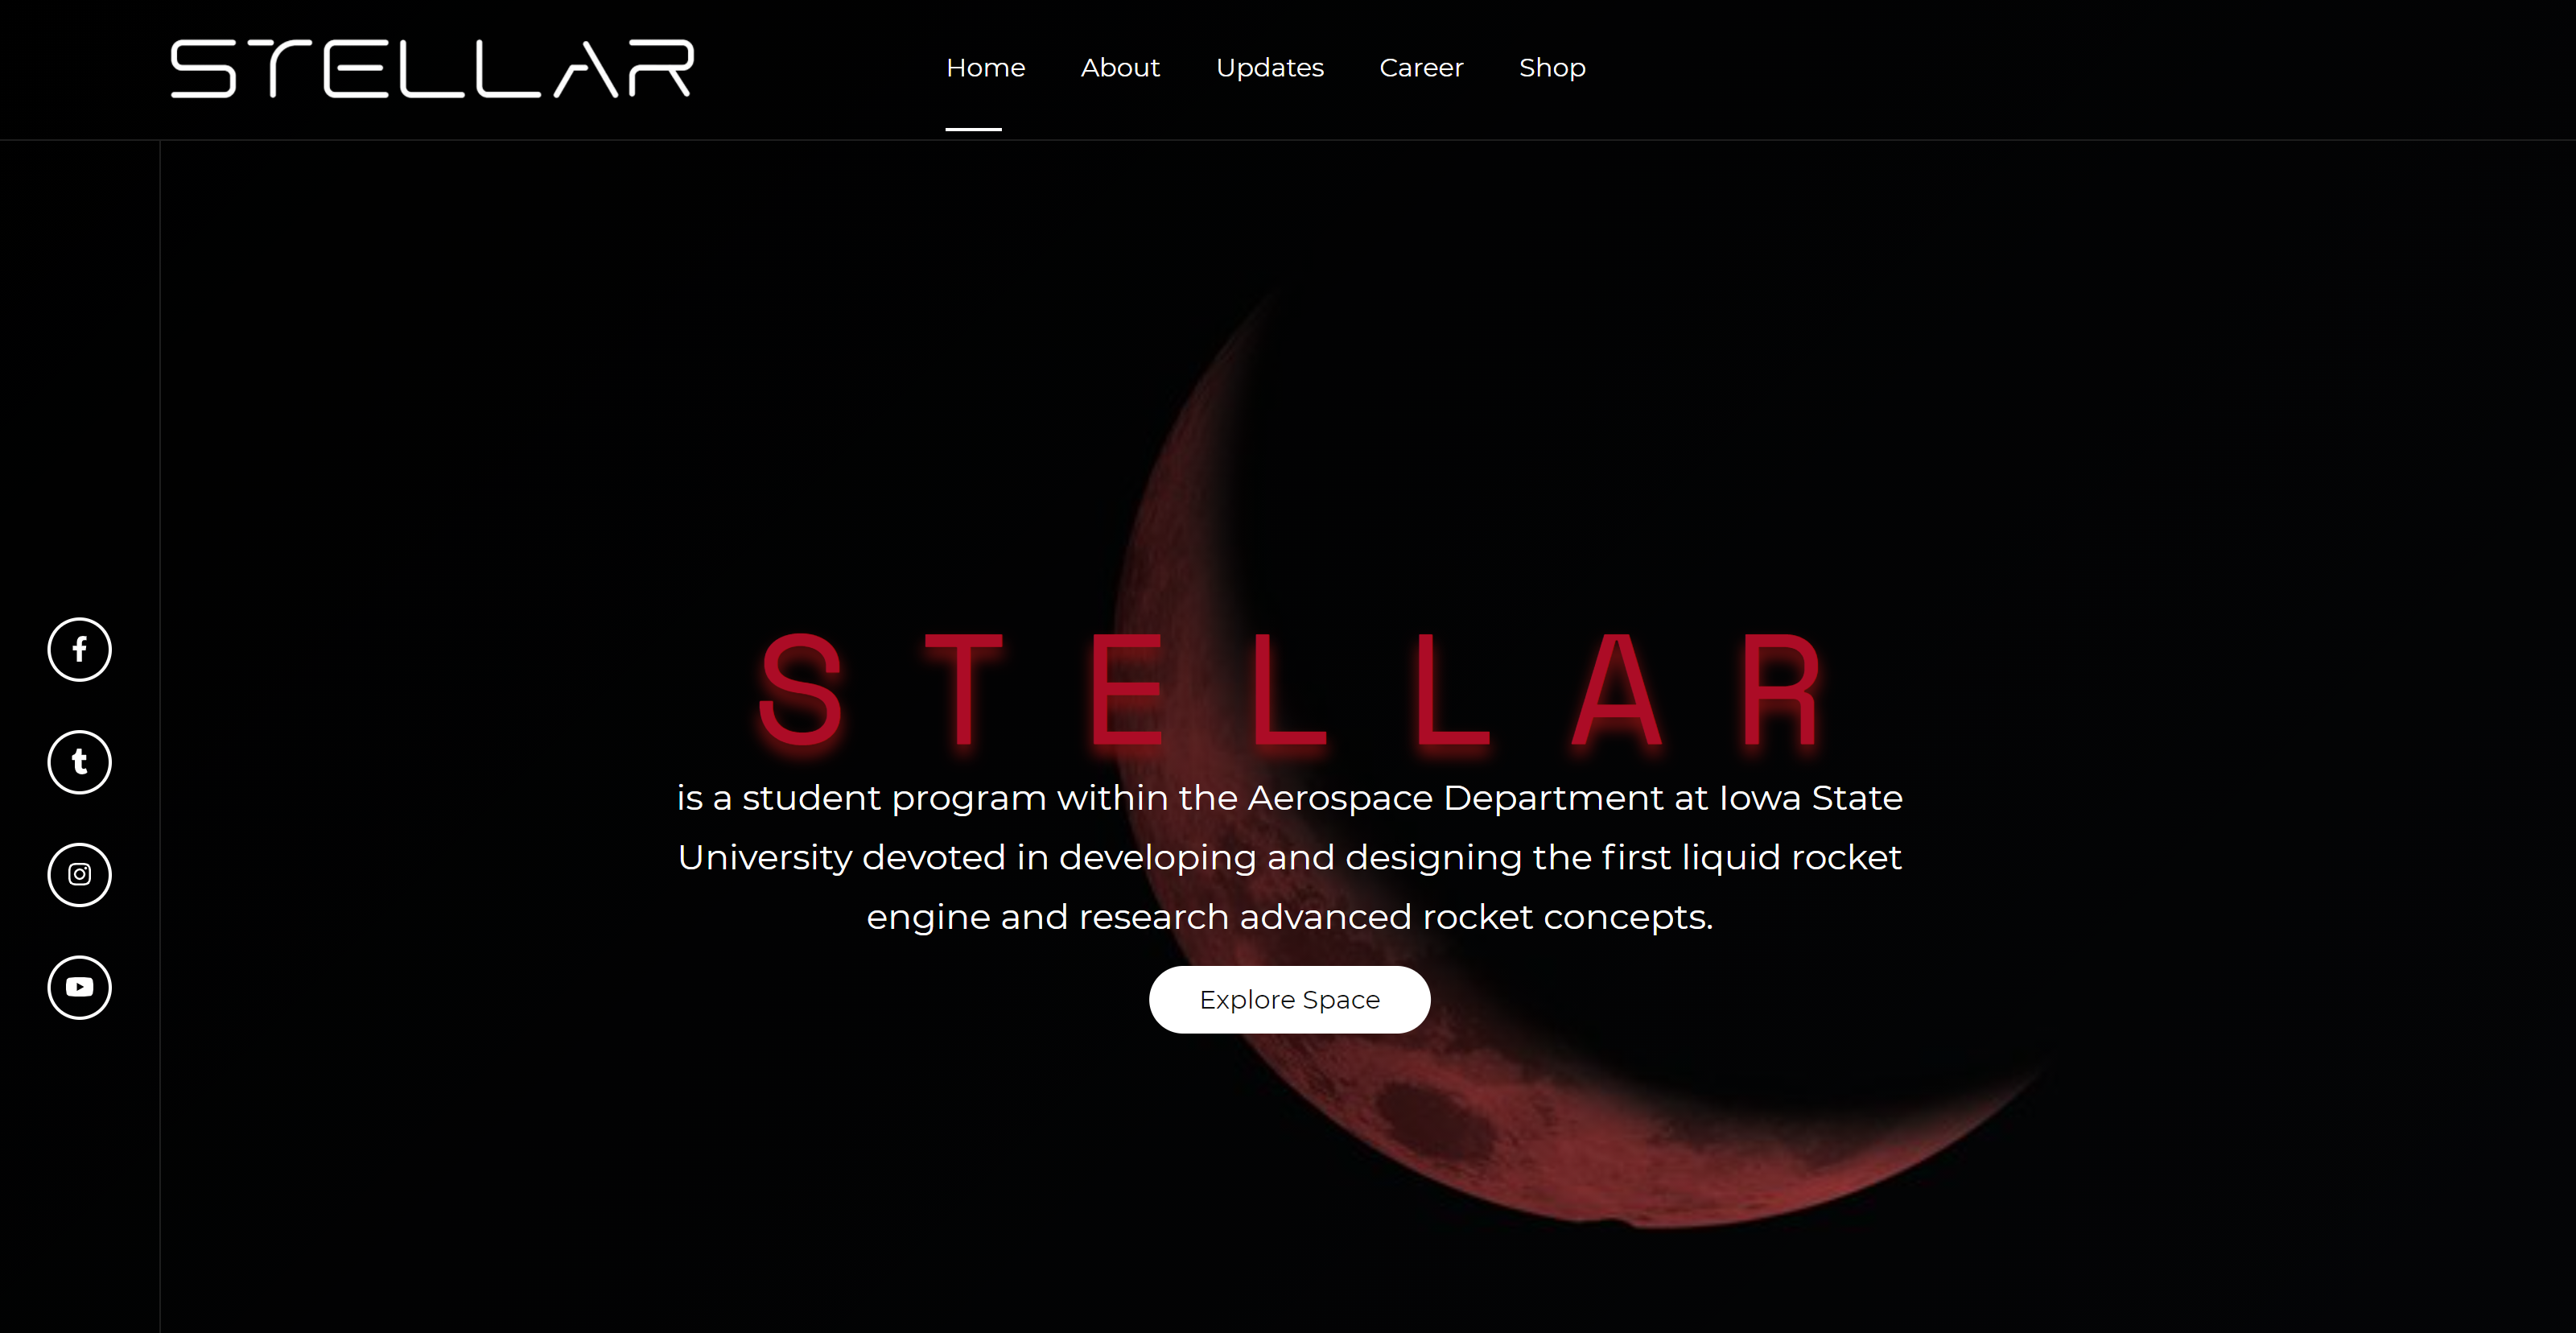 STELLAR
Home About Updates Career Shop
STELLAR
is a student program within the Aerospace Department at Iowa State
University devoted in developing and designing the first liquid rocket
engine and research advanced rocket concepts.
Explore Space